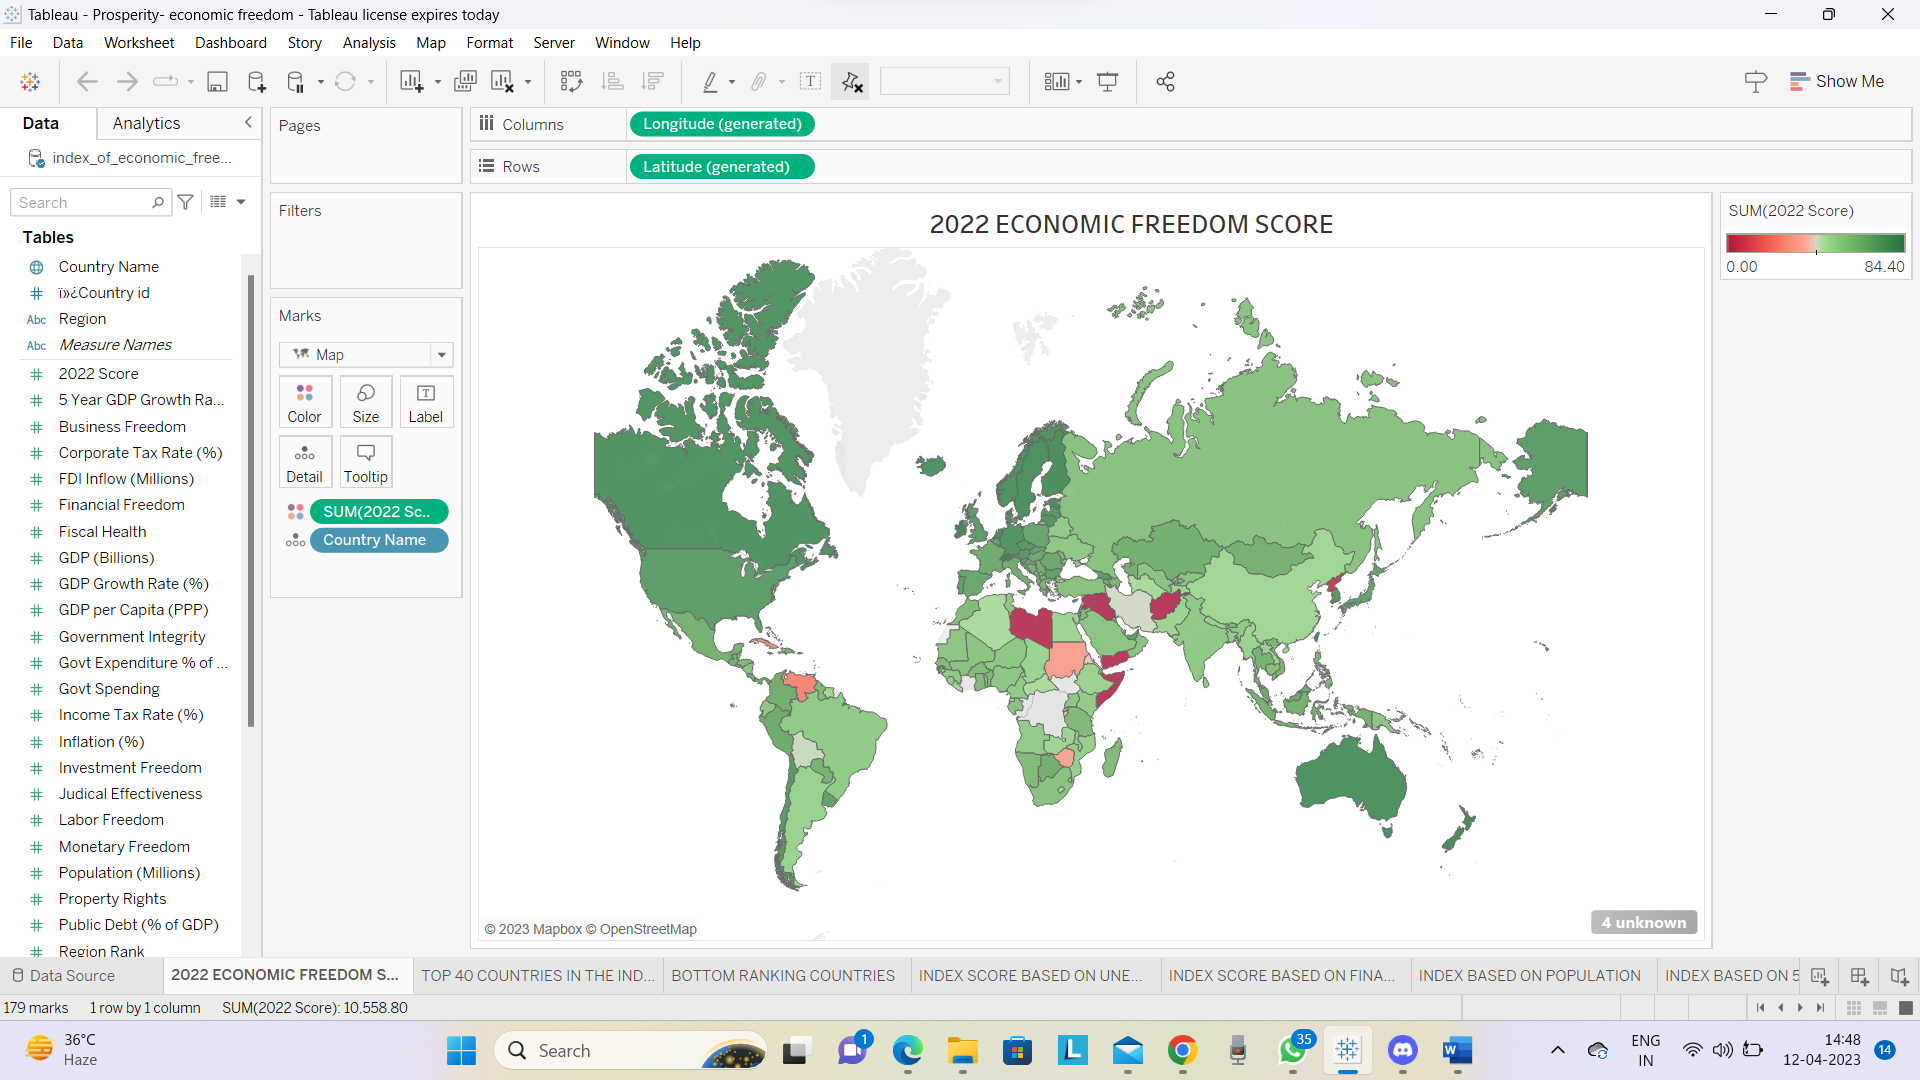 Tableau - Prosperity- economic freedom - Tableau license expires today
File Data Worksheet Dashboard Story Analysis Map Format Server Window Help
Show Me
Data Analytics
index_of_economic_free...
Search
Tables
Country Name
ï»¿Country id
Abc Region
Abc Measure Names
2022 Score
5 Year GDP Growth Ra...
Business Freedom
Corporate Tax Rate (%)
FDI Inflow (Millions)
Financial Freedom
Fiscal Health
GDP (Billions)
GDP Growth Rate (%)
GDP per Capita (PPP)
Government Integrity
Govt Expenditure % of ...
Govt Spending
Income Tax Rate (%)
Inflation (%)
Investment Freedom
Judical Effectiveness
Labor Freedom
Monetary Freedom
Population (Millions)
Property Rights
Public Debt (% of GDP)
Region Rank
Pages
Filters
Marks
Map
Color Size Label
Detail Tooltip
SUM(2022 Sc..
Country Name
Columns Longitude (generated)
Rows Latitude (generated)
2022 ECONOMIC FREEDOM SCORE
© 2023 Mapbox © OpenStreetMap
4 unknown
SUM(2022 Score)
0.00 84.40
Data Source 2022 ECONOMIC FREEDOM S... TOP 40 COUNTRIES IN THE IND... BOTTOM RANKING COUNTRIES INDEX SCORE BASED ON UNE... INDEX SCORE BASED ON FINA... INDEX BASED ON POPULATION INDEX BASED ON 5
179 marks 1 row by 1 column SUM(2022 Score): 10,558.80
36°C
Haze
Search
1
35
ENG
IN
14:48
12-04-2023
14